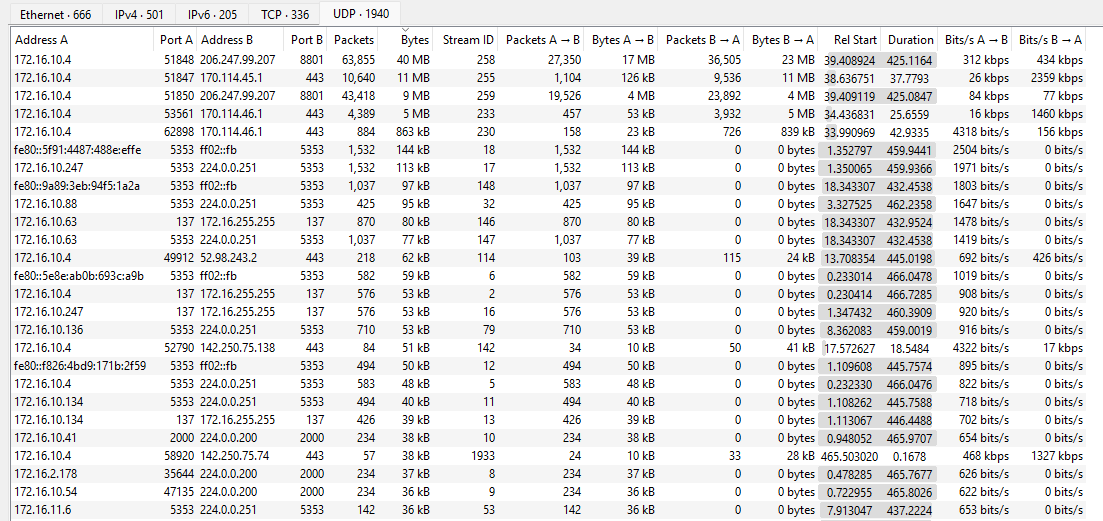 Ethernet · 666 IPv4 · 501 IPv6 · 205 TCP · 336 UDP · 1940
Address A Port A Address B Port B Packets Bytes Stream ID Packets A → B Bytes A → B Packets B → A Bytes B → A Rel Start Duration Bits/s A → B Bits/s B → A
172.16.10.4 51848 206.247.99.207 8801 63,855 40 MB 258 27,350 17 MB 36,505 23 MB 39.408924 425.1164 312 kbps 434 kbps
172.16.10.4 51847 170.114.45.1 443 10,640 11 MB 255 1,104 126 kB 9,536 11 MB 38.636751 37.7793 26 kbps 2359 kbps
172.16.10.4 51850 206.247.99.207 8801 43,418 9 MB 259 19,526 4 MB 23,892 4 MB 39.409119 425.0847 84 kbps 77 kbps
172.16.10.4 53561 170.114.46.1 443 4,389 5 MB 233 457 53 kB 3,932 5 MB 34.436831 25.6559 16 kbps 1460 kbps
172.16.10.4 62898 170.114.46.1 443 884 863 kB 230 158 23 kB 726 839 kB 33.990969 42.9335 4318 bits/s 156 kbps
fe80::5f91:4487:488e:effe 5353 ff02::fb 5353 1,532 144 kB 18 1,532 144 kB 0 0 bytes 1.352797 459.9441 2504 bits/s 0 bits/s
172.16.10.247 5353 224.0.0.251 5353 1,532 113 kB 17 1,532 113 kB 0 0 bytes 1.350065 459.9366 1971 bits/s 0 bits/s
fe80::9a89:3eb:94f5:1a2a 5353 ff02::fb 5353 1,037 97 kB 148 1,037 97 kB 0 0 bytes 18.343307 432.4538 1803 bits/s 0 bits/s
172.16.10.88 5353 224.0.0.251 5353 425 95 kB 32 425 95 kB 0 0 bytes 3.327525 462.2358 1647 bits/s 0 bits/s
172.16.10.63 137 172.16.255.255 137 870 80 kB 146 870 80 kB 0 0 bytes 18.343307 432.9524 1478 bits/s 0 bits/s
172.16.10.63 5353 224.0.0.251 5353 1,037 77 kB 147 1,037 77 kB 0 0 bytes 18.343307 432.4538 1419 bits/s 0 bits/s
172.16.10.4 49912 52.98.243.2 443 218 62 kB 114 103 39 kB 115 24 kB 13.708354 445.0198 692 bits/s 426 bits/s
fe80::5e8e:ab0b:693c:a9b 5353 ff02::fb 5353 582 59 kB 6 582 59 kB 0 0 bytes 0.233014 466.0478 1019 bits/s 0 bits/s
172.16.10.4 137 172.16.255.255 137 576 53 kB 2 576 53 kB 0 0 bytes 0.230414 466.7285 908 bits/s 0 bits/s
172.16.10.247 137 172.16.255.255 137 576 53 kB 16 576 53 kB 0 0 bytes 1.347432 460.3909 920 bits/s 0 bits/s
172.16.10.136 5353 224.0.0.251 5353 710 53 kB 79 710 53 kB 0 0 bytes 8.362083 459.0019 916 bits/s 0 bits/s
172.16.10.4 52790 142.250.75.138 443 84 51 kB 142 34 10 kB 50 41 kB 17.572627 18.5484 4322 bits/s 17 kbps
fe80::f826:4bd9:171b:2f59 5353 ff02::fb 5353 494 50 kB 12 494 50 kB 0 0 bytes 1.109608 445.7574 895 bits/s 0 bits/s
172.16.10.4 5353 224.0.0.251 5353 583 48 kB 5 583 48 kB 0 0 bytes 0.232330 466.0476 822 bits/s 0 bits/s
172.16.10.134 5353 224.0.0.251 5353 494 40 kB 11 494 40 kB 0 0 bytes 1.108262 445.7588 718 bits/s 0 bits/s
172.16.10.134 137 172.16.255.255 137 426 39 kB 13 426 39 kB 0 0 bytes 1.113067 446.4488 702 bits/s 0 bits/s
172.16.10.41 2000 224.0.0.200 2000 234 38 kB 10 234 38 kB 0 0 bytes 0.948052 465.9707 654 bits/s 0 bits/s
172.16.10.4 58920 142.250.75.74 443 57 38 kB 1933 24 10 kB 33 28 kB 465.503020 0.1678 468 kbps 1327 kbps
172.16.2.178 35644 224.0.0.200 2000 234 37 kB 8 234 37 kB 0 0 bytes 0.478285 465.7677 626 bits/s 0 bits/s
172.16.10.54 47135 224.0.0.200 2000 234 36 kB 9 234 36 kB 0 0 bytes 0.722955 465.8026 622 bits/s 0 bits/s
172.16.11.6 5353 224.0.0.251 5353 142 36 kB 53 142 36 kB 0 0 bytes 7.913047 437.2224 653 bits/s 0 bits/s